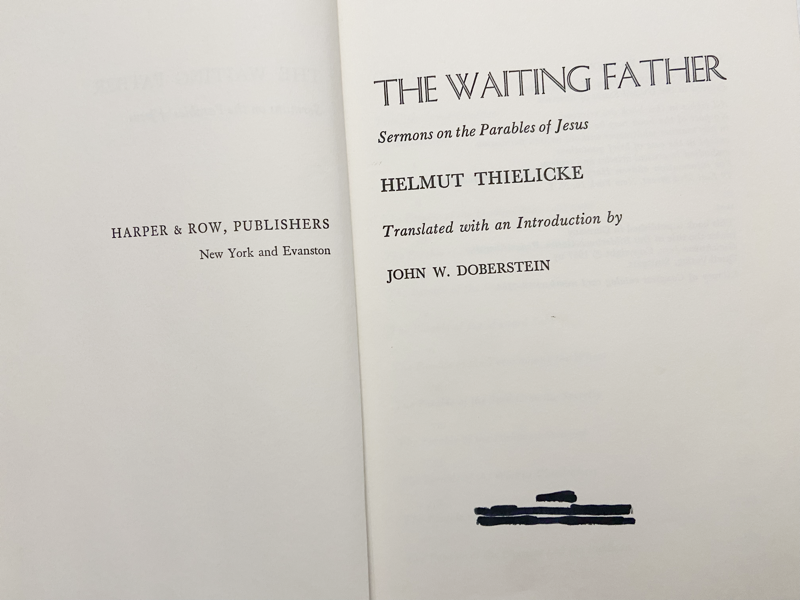 HARPER & ROW, PUBLISHERS
New York and Evanston
THE WAITING FATHER
Sermons on the Parables of Jesus
HELMUT THIELICKE
Translated with an Introduction by
JOHN W. DOBERSTEIN